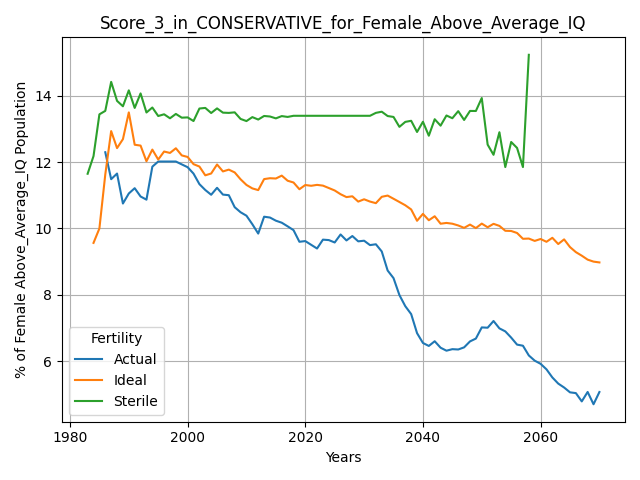 Score_3_in_CONSERVATIVE_for_Female_Above_Average_IQ
% of Female Above_Average_IQ Population
14
12
10
8
6
Fertility
Actual
Ideal
Sterile
1980
2000
2020
2040
2060
Years